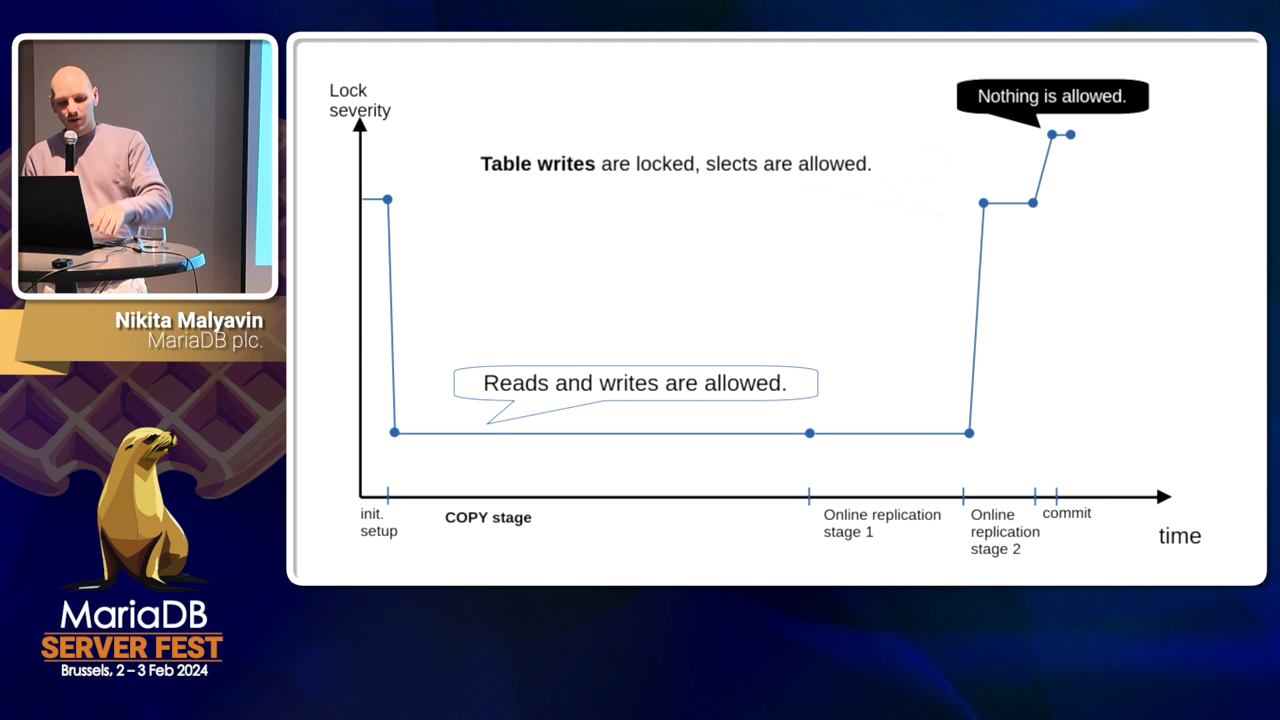 Lock
severity
Nothing is allowed.
Table writes are locked, slects are allowed.
Reads and writes are allowed.
init.
setup
COPY stage
Online replication
stage 1
Online
replication
stage 2
commit
time
Nikita Malyavin
MariaDB plc.
MariaDB
SERVER FEST
Brussels, 2 – 3 Feb 2024